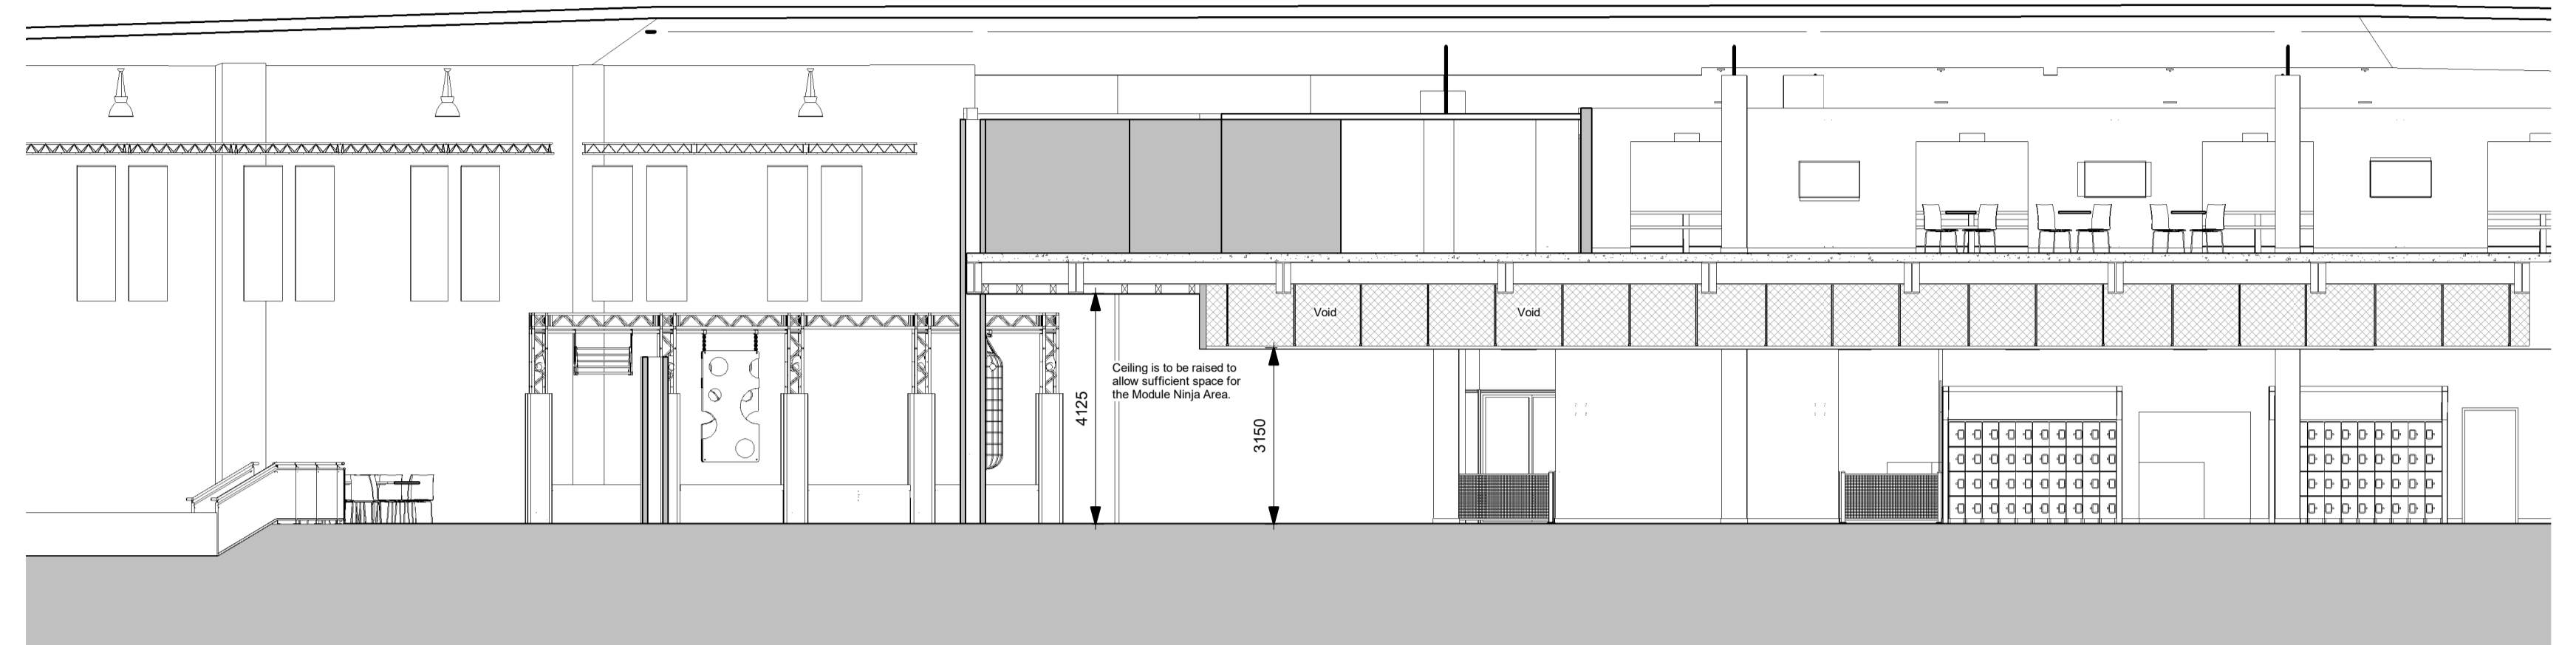 Void
Void
Ceiling is to be raised to
allow sufficient space for
the Module Ninja Area.
4125
3150